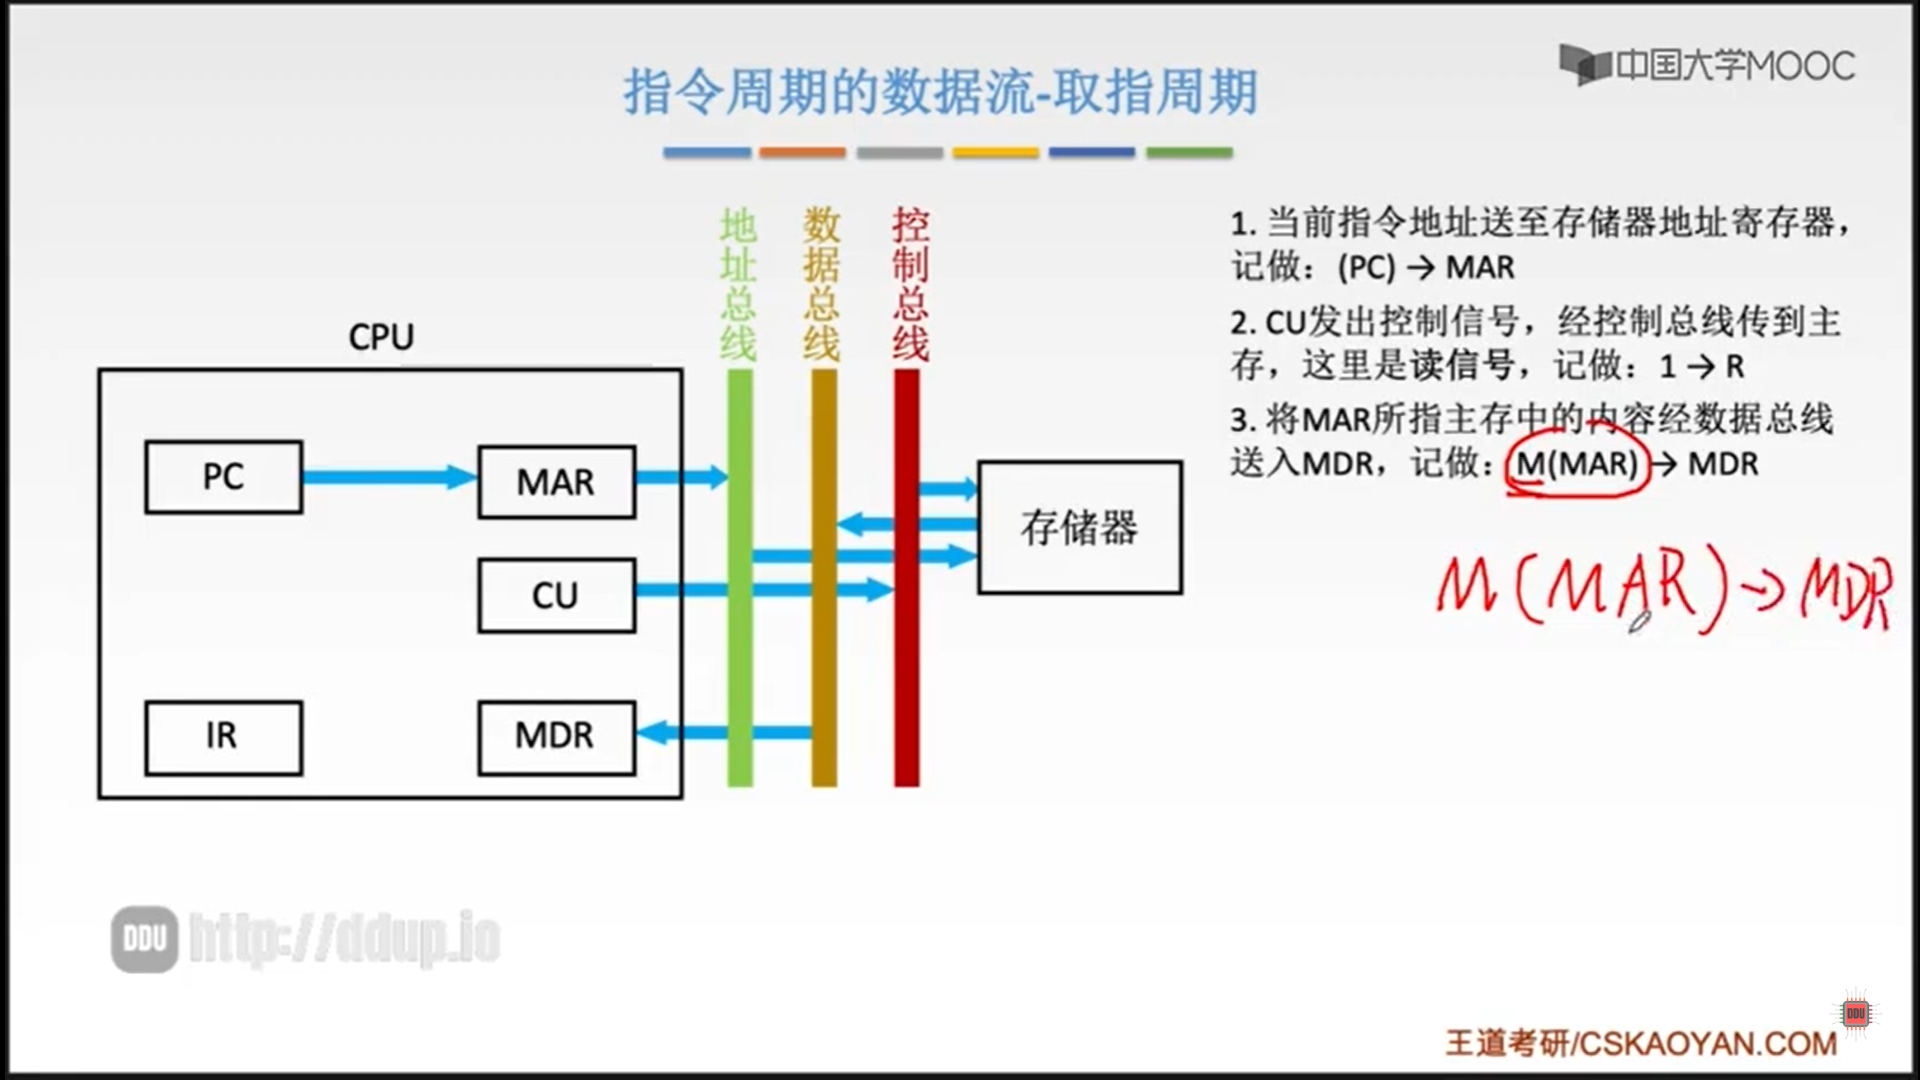 中国大学MOOC
指令周期的数据流-取指周期
地址总线
数据总线
控制总线
1. 当前指令地址送至存储器地址寄存器，
记做：(PC) → MAR
2. CU发出控制信号，经控制总线传到主
存，这里是读信号，记做：1 → R
3. 将MAR所指主存中的内容经数据总线
送入MDR，记做：M(MAR) → MDR
M(MAR)→MDR
CPU
PC
MAR
CU
IR
MDR
存储器
DDU http://ddup.io
DDU
王道考研/CSKAOYAN.COM